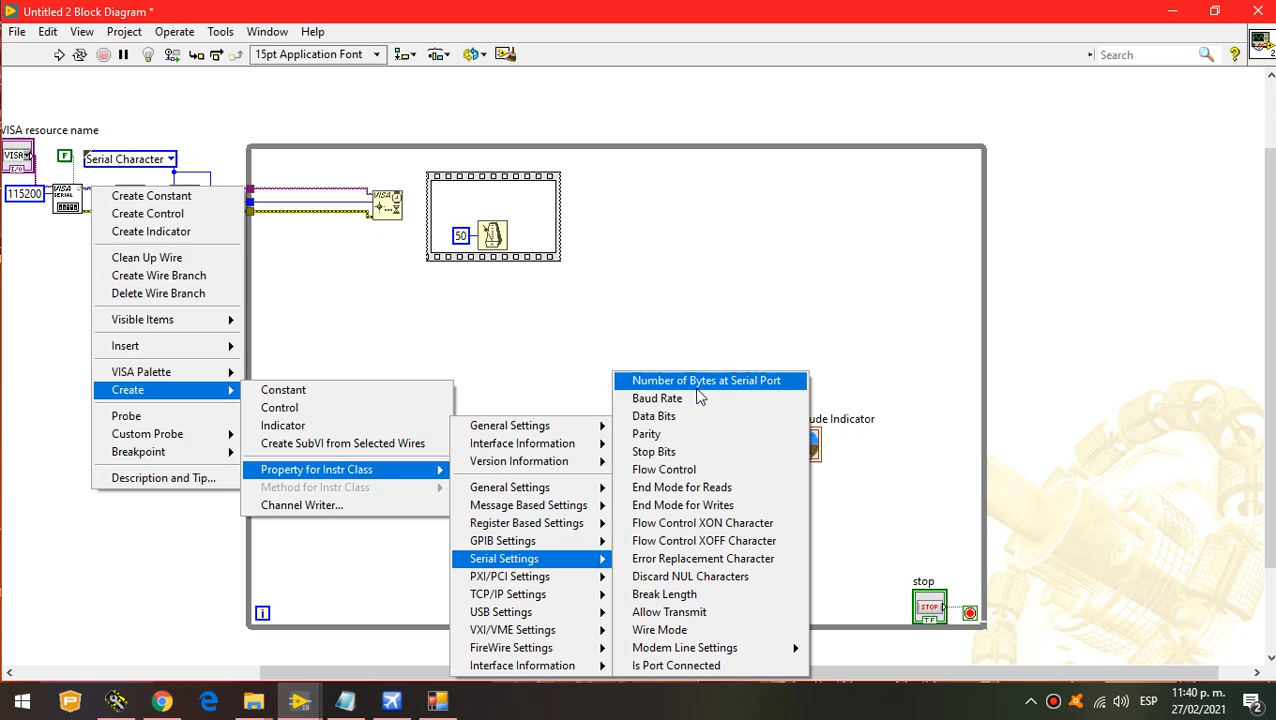 Untitled 2 Block Diagram *
File Edit View Project Operate Tools Window Help
15pt Application Font
Search
VISA resource name
VISA
I/O
F
Serial Character
115200
VISA
SERIAL
VISA
50
Create Constant
Create Control
Create Indicator
Clean Up Wire
Create Wire Branch
Delete Wire Branch
Visible Items
Insert
VISA Palette
Create
Probe
Custom Probe
Breakpoint
Description and Tip...
Constant
Control
Indicator
Create SubVI from Selected Wires
Property for Instr Class
Method for Instr Class
Channel Writer...
General Settings
Interface Information
Version Information
General Settings
Message Based Settings
Register Based Settings
GPIB Settings
Serial Settings
PXI/PCI Settings
TCP/IP Settings
USB Settings
VXI/VME Settings
FireWire Settings
Interface Information
Number of Bytes at Serial Port
Baud Rate
Data Bits
Parity
Stop Bits
Flow Control
End Mode for Reads
End Mode for Writes
Flow Control XON Character
Flow Control XOFF Character
Error Replacement Character
Discard NUL Characters
Break Length
Allow Transmit
Wire Mode
Modem Line Settings
Is Port Connected
ude Indicator
stop
STOP
TF
i
ESP
11:40 p. m.
27/02/2021
2